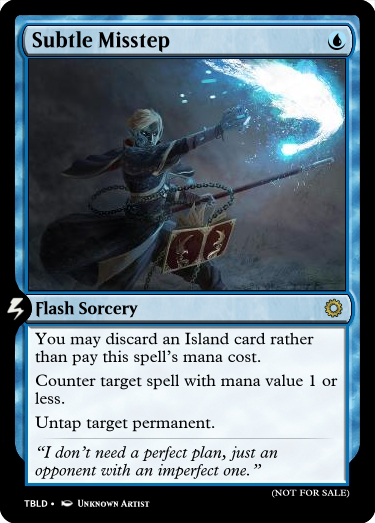 Subtle Misstep
Flash Sorcery
You may discard an Island card rather
than pay this spell's mana cost.
Counter target spell with mana value 1 or
less.
Untap target permanent.
“I don't need a perfect plan, just an
opponent with an imperfect one.”
(NOT FOR SALE)
TBLD • Unknown Artist